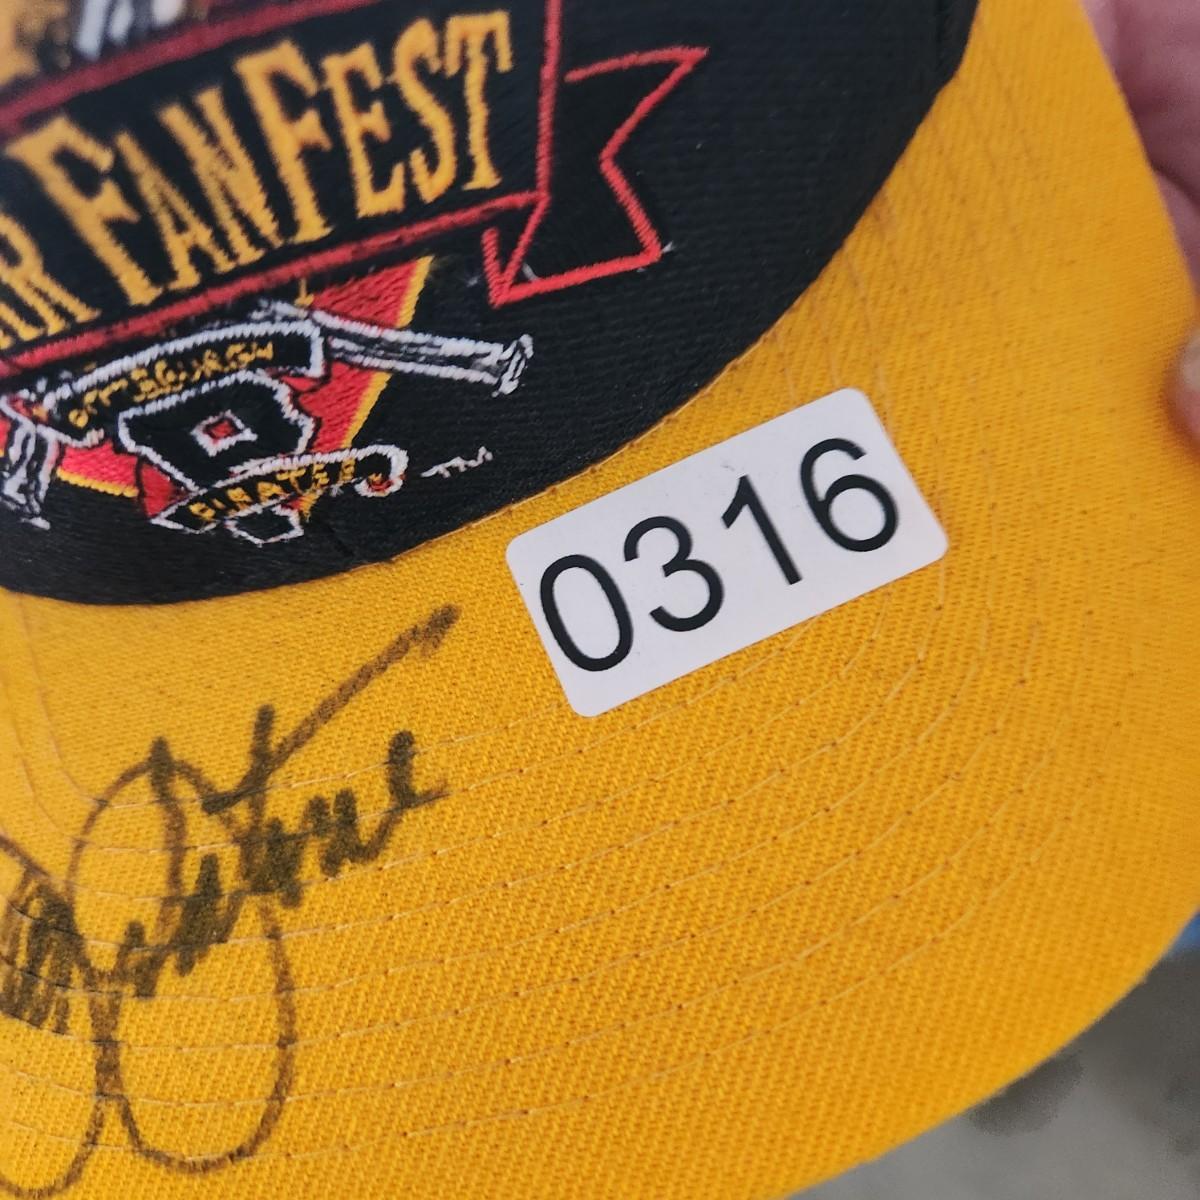 R FANFEST
PITTSBURGH
P
PIRATES
TM
0316